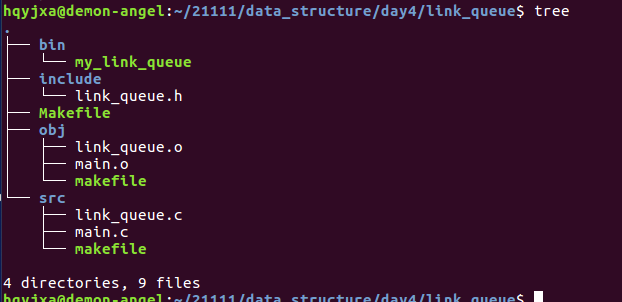 hqyjxa@demon-angel:~/21111/data_structure/day4/link_queue$ tree
.
├── bin
│   └── my_link_queue
├── include
│   └── link_queue.h
├── Makefile
├── obj
│   ├── link_queue.o
│   ├── main.o
│   └── makefile
└── src
    ├── link_queue.c
    ├── main.c
    └── makefile
4 directories, 9 files
hqyjxa@demon-angel:~/21111/data_structure/day4/link_queue$